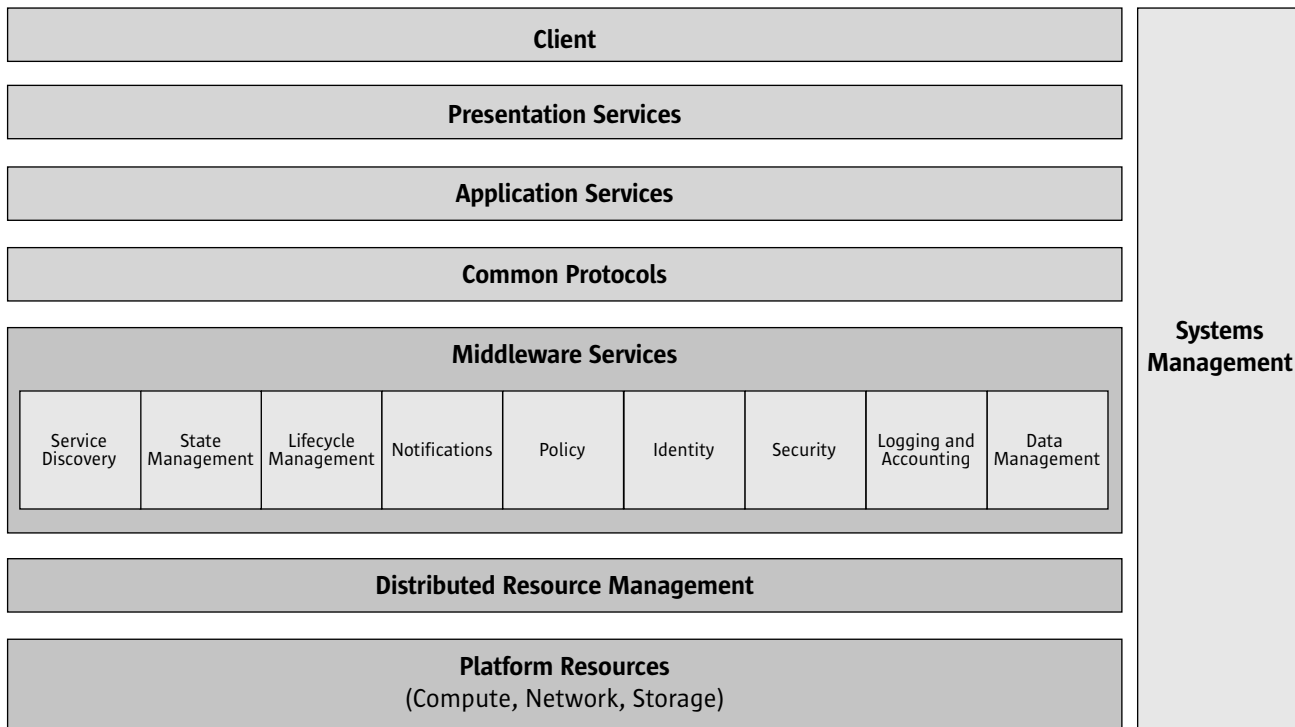 Client
Presentation Services
Application Services
Common Protocols
Middleware Services
Service
Discovery
State
Management
Lifecycle
Management
Notifications
Policy
Identity
Security
Logging and
Accounting
Data
Management
Distributed Resource Management
Platform Resources
(Compute, Network, Storage)
Systems
Management